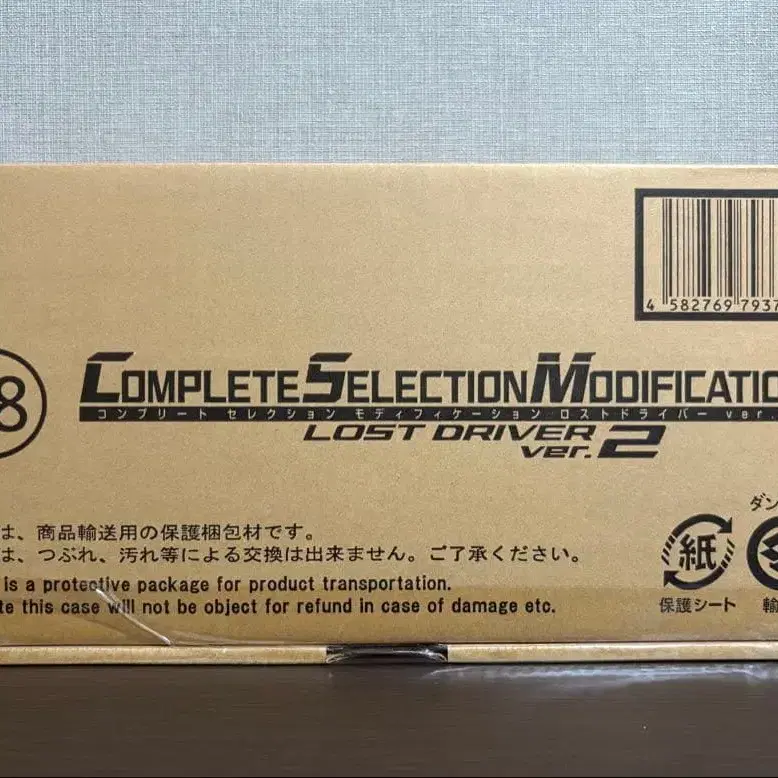 4 582769 7937
8
COMPLETE SELECTION MODIFICATIO
コンプリート セレクション モディフィケーション ロストドライバー ver.
LOST DRIVER
ver. 2
は、商品輸送用の保護梱包材です。
は、つぶれ、汚れ等による交換は出来ません。ご了承ください。
is a protective package for product transportation.
te this case will not be object for refund in case of damage etc.
ダン
紙
保護シート
輸